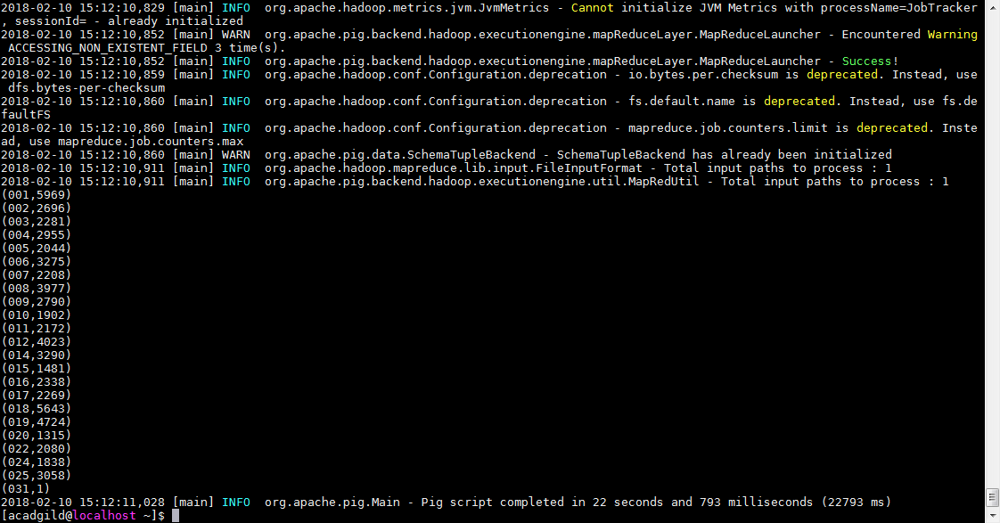 2018-02-10 15:12:10,829 [main] INFO  org.apache.hadoop.metrics.jvm.JvmMetrics - Cannot initialize JVM Metrics with processName=JobTracker
, sessionId= - already initialized
2018-02-10 15:12:10,852 [main] WARN  org.apache.pig.backend.hadoop.executionengine.mapReduceLayer.MapReduceLauncher - Encountered Warning
 ACCESSING_NON_EXISTENT_FIELD 3 time(s).
2018-02-10 15:12:10,852 [main] INFO  org.apache.pig.backend.hadoop.executionengine.mapReduceLayer.MapReduceLauncher - Success!
2018-02-10 15:12:10,859 [main] INFO  org.apache.hadoop.conf.Configuration.deprecation - io.bytes.per.checksum is deprecated. Instead, use
 dfs.bytes-per-checksum
2018-02-10 15:12:10,860 [main] INFO  org.apache.hadoop.conf.Configuration.deprecation - fs.default.name is deprecated. Instead, use fs.de
faultFS
2018-02-10 15:12:10,860 [main] INFO  org.apache.hadoop.conf.Configuration.deprecation - mapreduce.job.counters.limit is deprecated. Inste
ad, use mapreduce.job.counters.max
2018-02-10 15:12:10,860 [main] WARN  org.apache.pig.data.SchemaTupleBackend - SchemaTupleBackend has already been initialized
2018-02-10 15:12:10,911 [main] INFO  org.apache.hadoop.mapreduce.lib.input.FileInputFormat - Total input paths to process : 1
2018-02-10 15:12:10,911 [main] INFO  org.apache.pig.backend.hadoop.executionengine.util.MapRedUtil - Total input paths to process : 1
(001,5969)
(002,2696)
(003,2281)
(004,2955)
(005,2044)
(006,3275)
(007,2208)
(008,3977)
(009,2790)
(010,1902)
(011,2172)
(012,4023)
(014,3290)
(015,1481)
(016,2338)
(017,2269)
(018,5643)
(019,4724)
(020,1315)
(022,2080)
(024,1838)
(025,3058)
(031,1)
2018-02-10 15:12:11,028 [main] INFO  org.apache.pig.Main - Pig script completed in 22 seconds and 793 milliseconds (22793 ms)
[acadgild@localhost ~]$